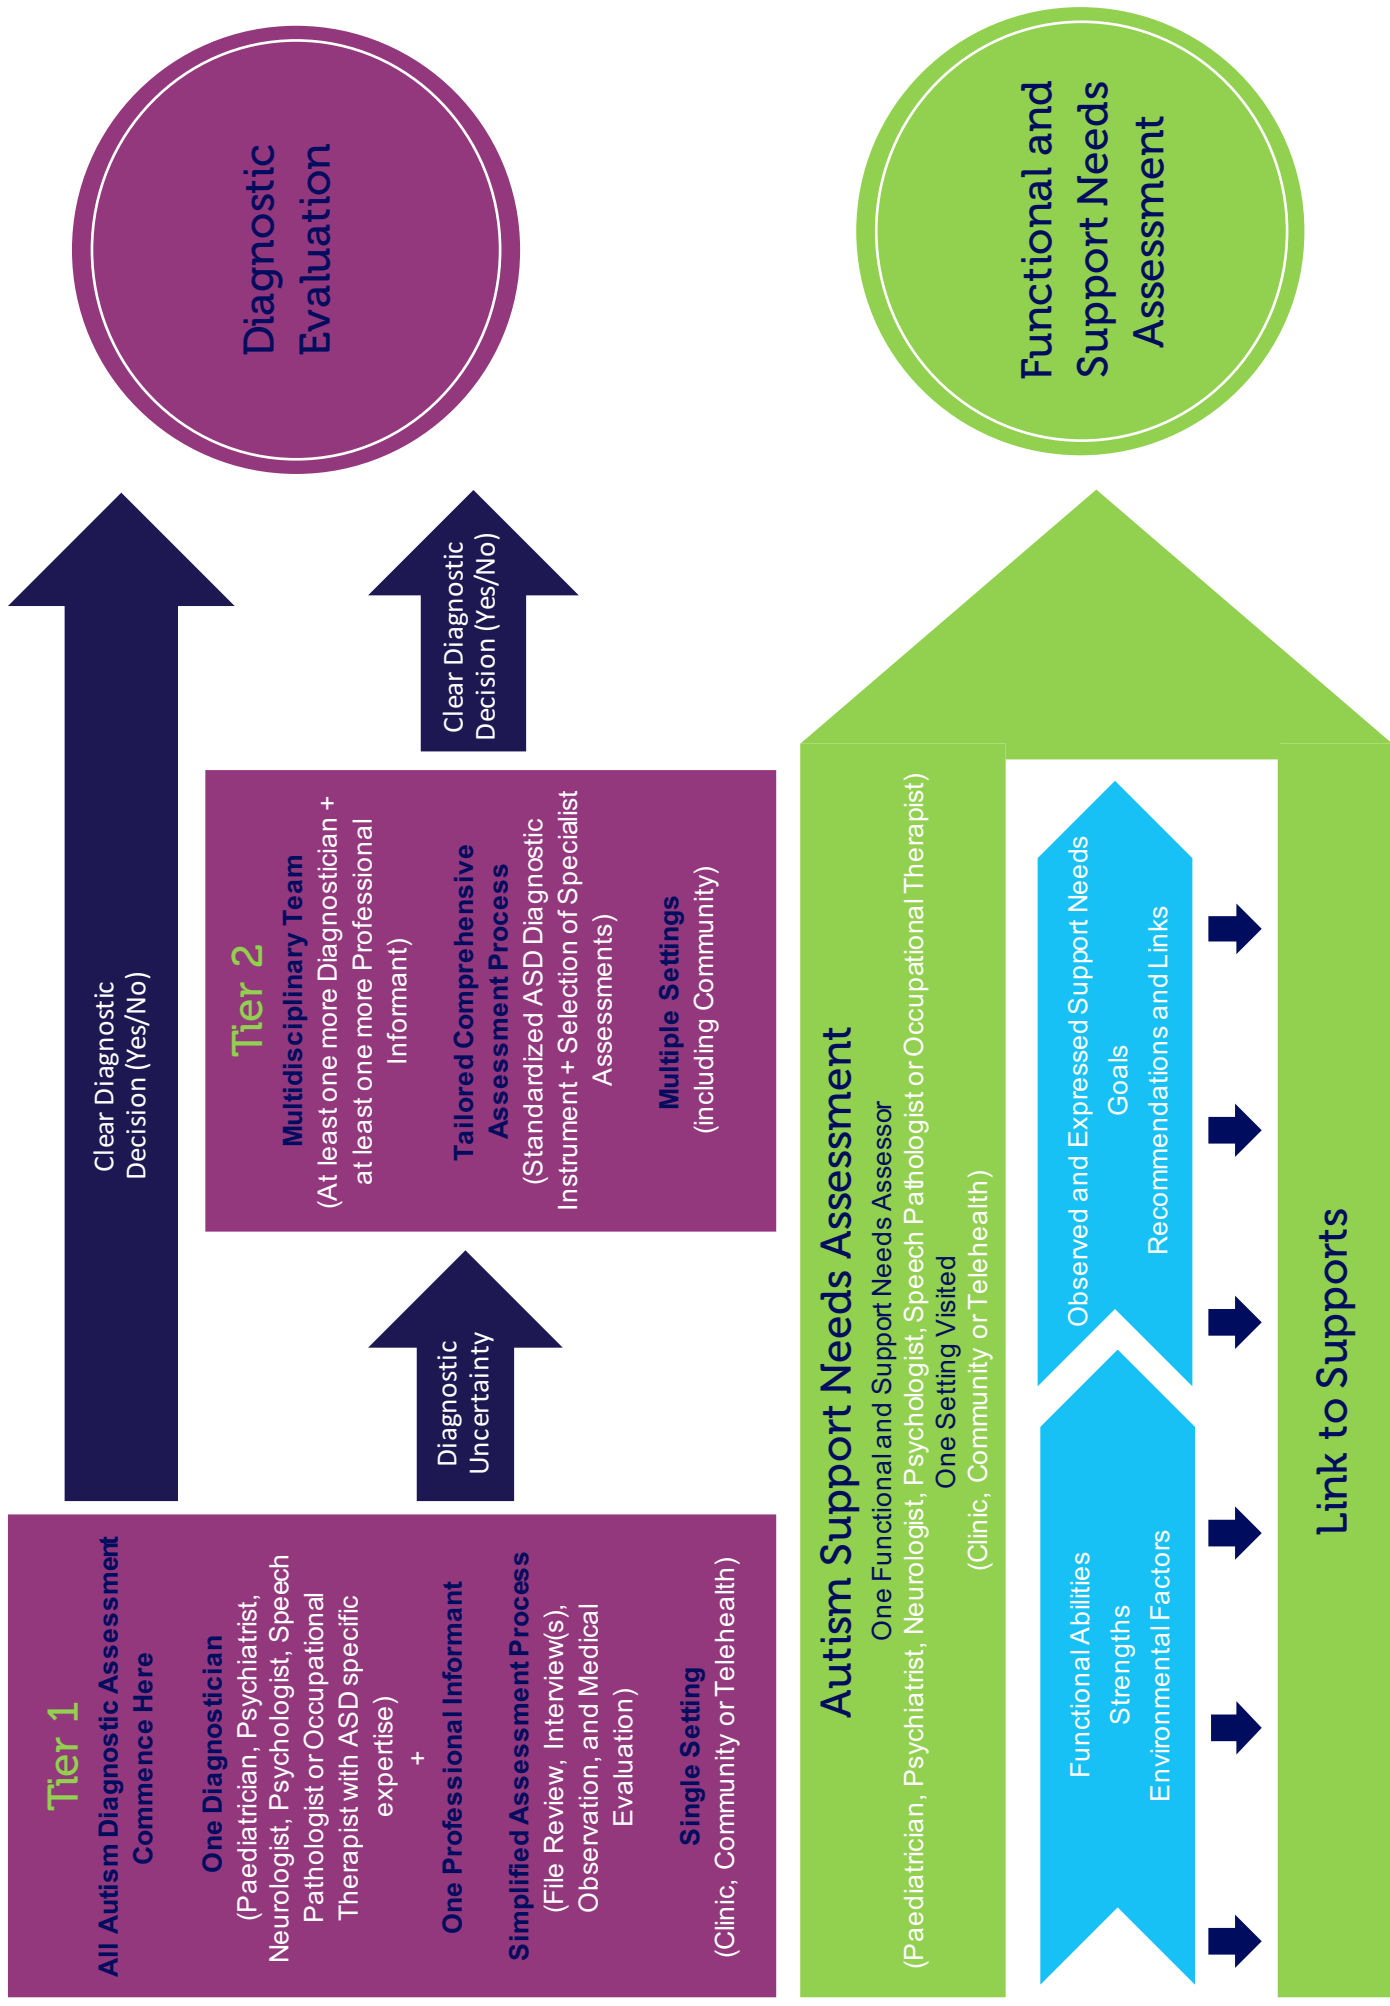 Tier 1
All Autism Diagnostic Assessment
Commence Here
One Diagnostician
(Paediatrician, Psychiatrist,
Neurologist, Psychologist, Speech
Pathologist or Occupational
Therapist with ASD specific
expertise)
+
One Professional Informant
Simplified Assessment Process
(File Review, Interview(s),
Observation, and Medical
Evaluation)
Single Setting
(Clinic, Community or Telehealth)
Clear Diagnostic
Decision (Yes/No)
Diagnostic
Uncertainty
Tier 2
Multidisciplinary Team
(At least one more Diagnostician +
at least one more Professional
Informant)
Tailored Comprehensive
Assessment Process
(Standardized ASD Diagnostic
Instrument + Selection of Specialist
Assessments)
Multiple Settings
(including Community)
Clear Diagnostic
Decision (Yes/No)
Diagnostic
Evaluation
Autism Support Needs Assessment
One Functional and Support Needs Assessor
(Paediatrician, Psychiatrist, Neurologist, Psychologist, Speech Pathologist or Occupational Therapist)
One Setting Visited
(Clinic, Community or Telehealth)
Functional Abilities
Strengths
Environmental Factors
Observed and Expressed Support Needs
Goals
Recommendations and Links
Link to Supports
Functional and
Support Needs
Assessment